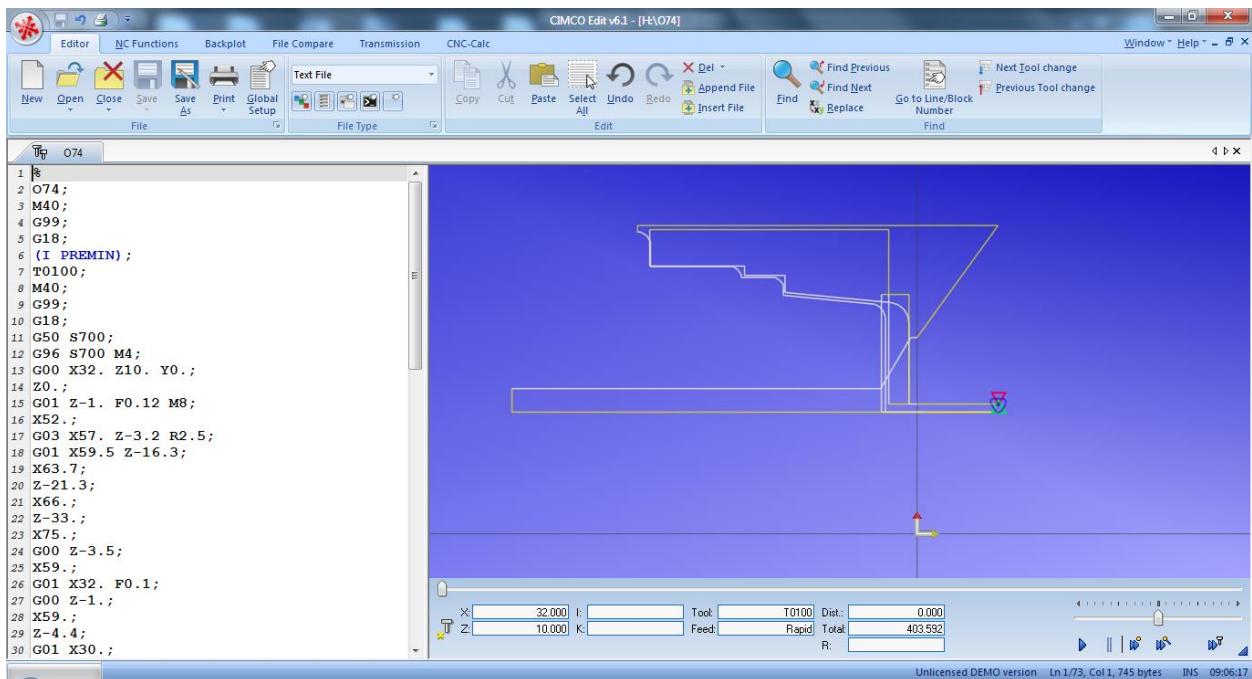 CIMCO Edit v6.1 - [H:\O74]
Editor NC Functions Backplot File Compare Transmission CNC-Calc Window Help
New Open Close Save Save As Print Global Setup
File
Text File
File Type
Copy Cut Paste Select All Undo Redo
Del
Append File
Insert File
Edit
Find
Find Previous
Find Next
Replace
Go to Line/Block Number
Next Tool change
Previous Tool change
Find
O74
1 %
2 O74;
3 M40;
4 G99;
5 G18;
6 (I PREMIN);
7 T0100;
8 M40;
9 G99;
10 G18;
11 G50 S700;
12 G96 S700 M4;
13 G00 X32. Z10. Y0.;
14 Z0.;
15 G01 Z-1. F0.12 M8;
16 X52.;
17 G03 X57. Z-3.2 R2.5;
18 G01 X59.5 Z-16.3;
19 X63.7;
20 Z-21.3;
21 X66.;
22 Z-33.;
23 X75.;
24 G00 Z-3.5;
25 X59.;
26 G01 X32. F0.1;
27 G00 Z-1.;
28 X59.;
29 Z-4.4;
30 G01 X30.;
X: 32.000 I: Tool: T0100 Dist.: 0.000
Z: 10.000 K: Feed: Rapid Total: 403.592
R:
Unlicensed DEMO version Ln 1/73, Col 1, 745 bytes INS 09:06:17